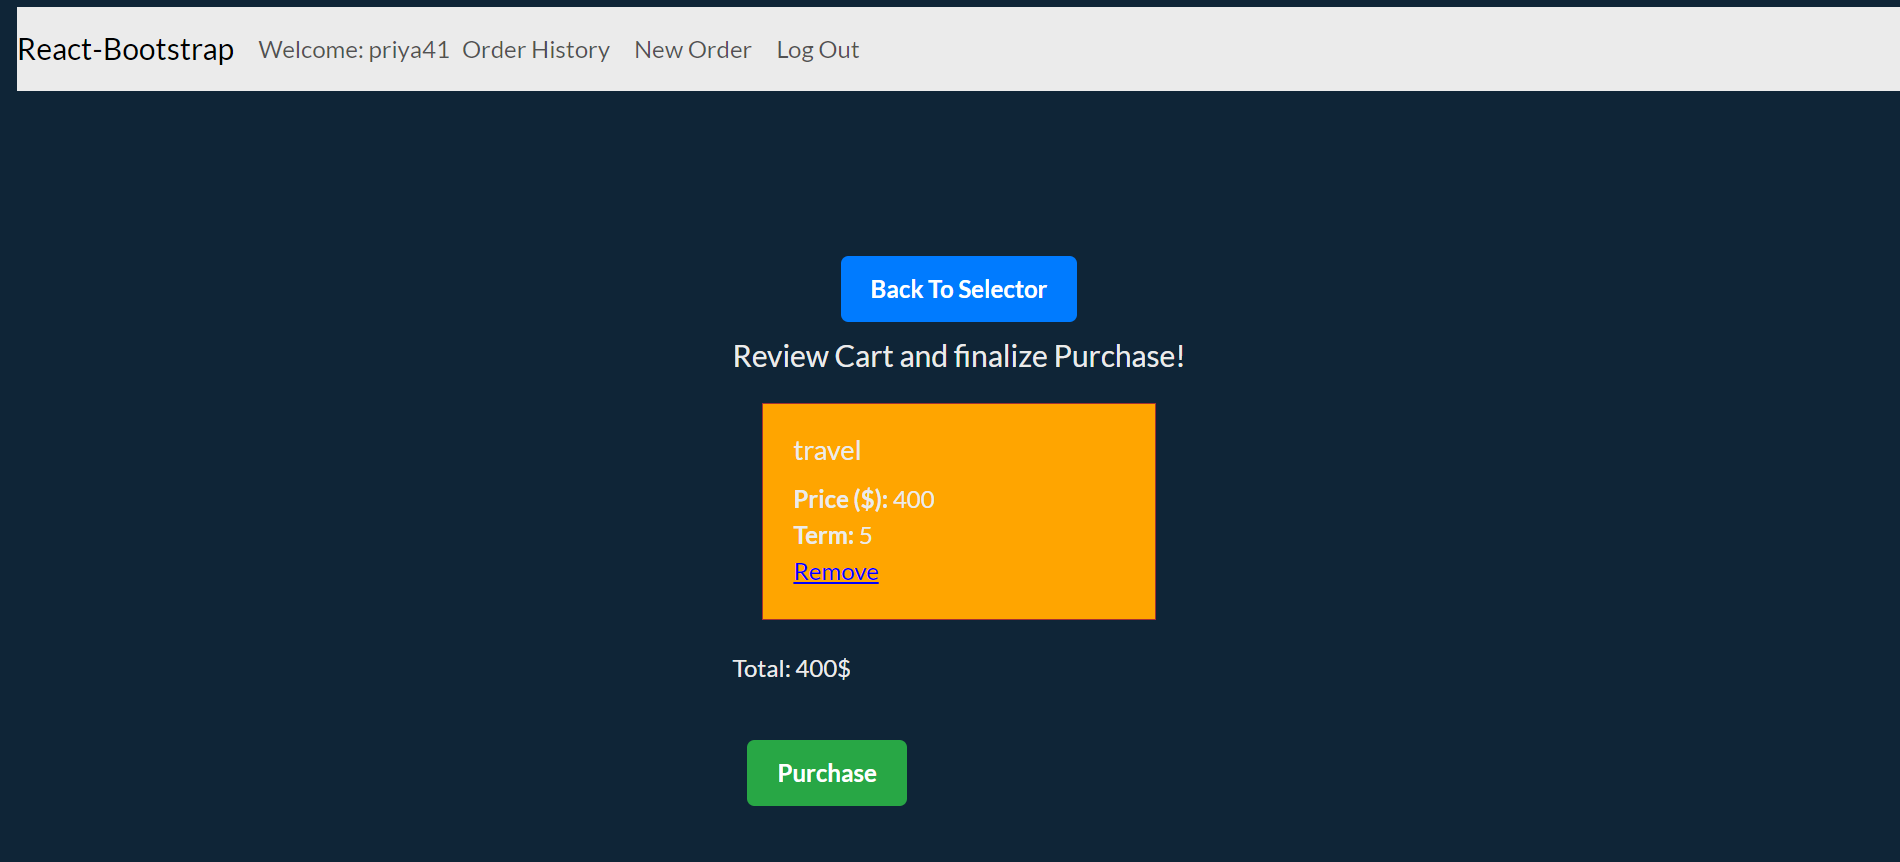 React-Bootstrap Welcome: priya41 Order History New Order Log Out
Back To Selector
Review Cart and finalize Purchase!
travel
Price ($): 400
Term: 5
Remove
Total: 400$
Purchase